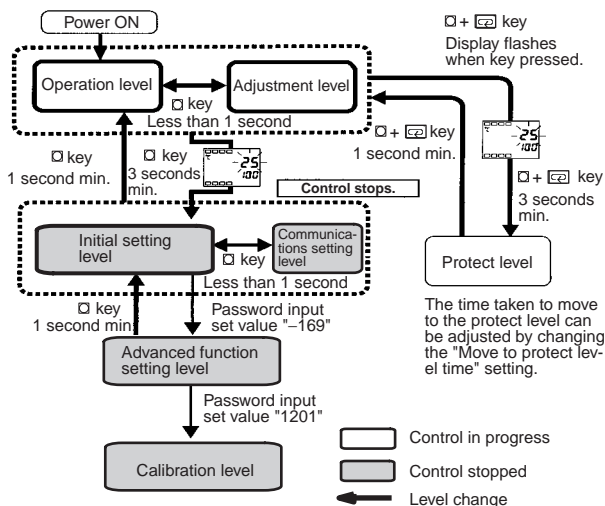 Power ON
Operation level
Adjustment level
key
Less than 1 second
+ key
Display flashes
when key pressed.
key
1 second min.
key
3 seconds
min.
25
100
+ key
1 second min.
25
100
+ key
3 seconds
min.
Control stops.
Initial setting
level
Communica-
tions setting
level
key
Less than 1 second
Protect level
key
1 second min.
Password input
set value "–169"
The time taken to move
to the protect level can
be adjusted by changing
the "Move to protect lev-
el time" setting.
Advanced function
setting level
Password input
set value "1201"
Calibration level
Control in progress
Control stopped
Level change